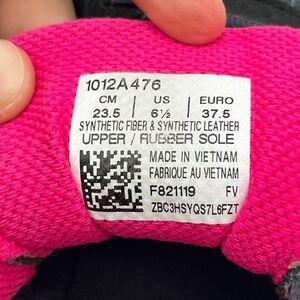 1012A476
CM US EURO
23.5 6½ 37.5
SYNTHETIC FIBER & SYNTHETIC LEATHER
UPPER / RUBBER SOLE
MADE IN VIETNAM
FABRIQUE AU VIETNAM
F821119 FV
ZBC3HSYQS7L6FZT